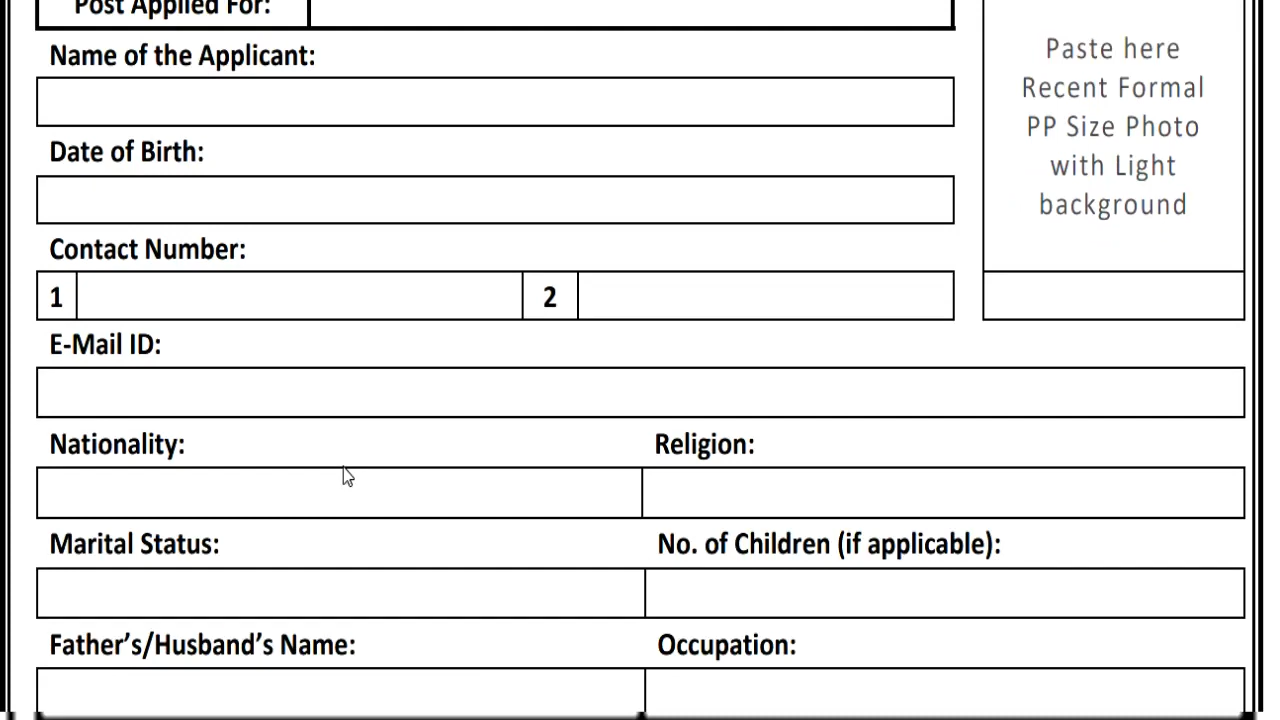 Post Applied For:
Name of the Applicant:
Paste here
Recent Formal
PP Size Photo
with Light
background
Date of Birth:
Contact Number:
1 2
E-Mail ID:
Nationality: Religion:
Marital Status: No. of Children (if applicable):
Father's/Husband's Name: Occupation: